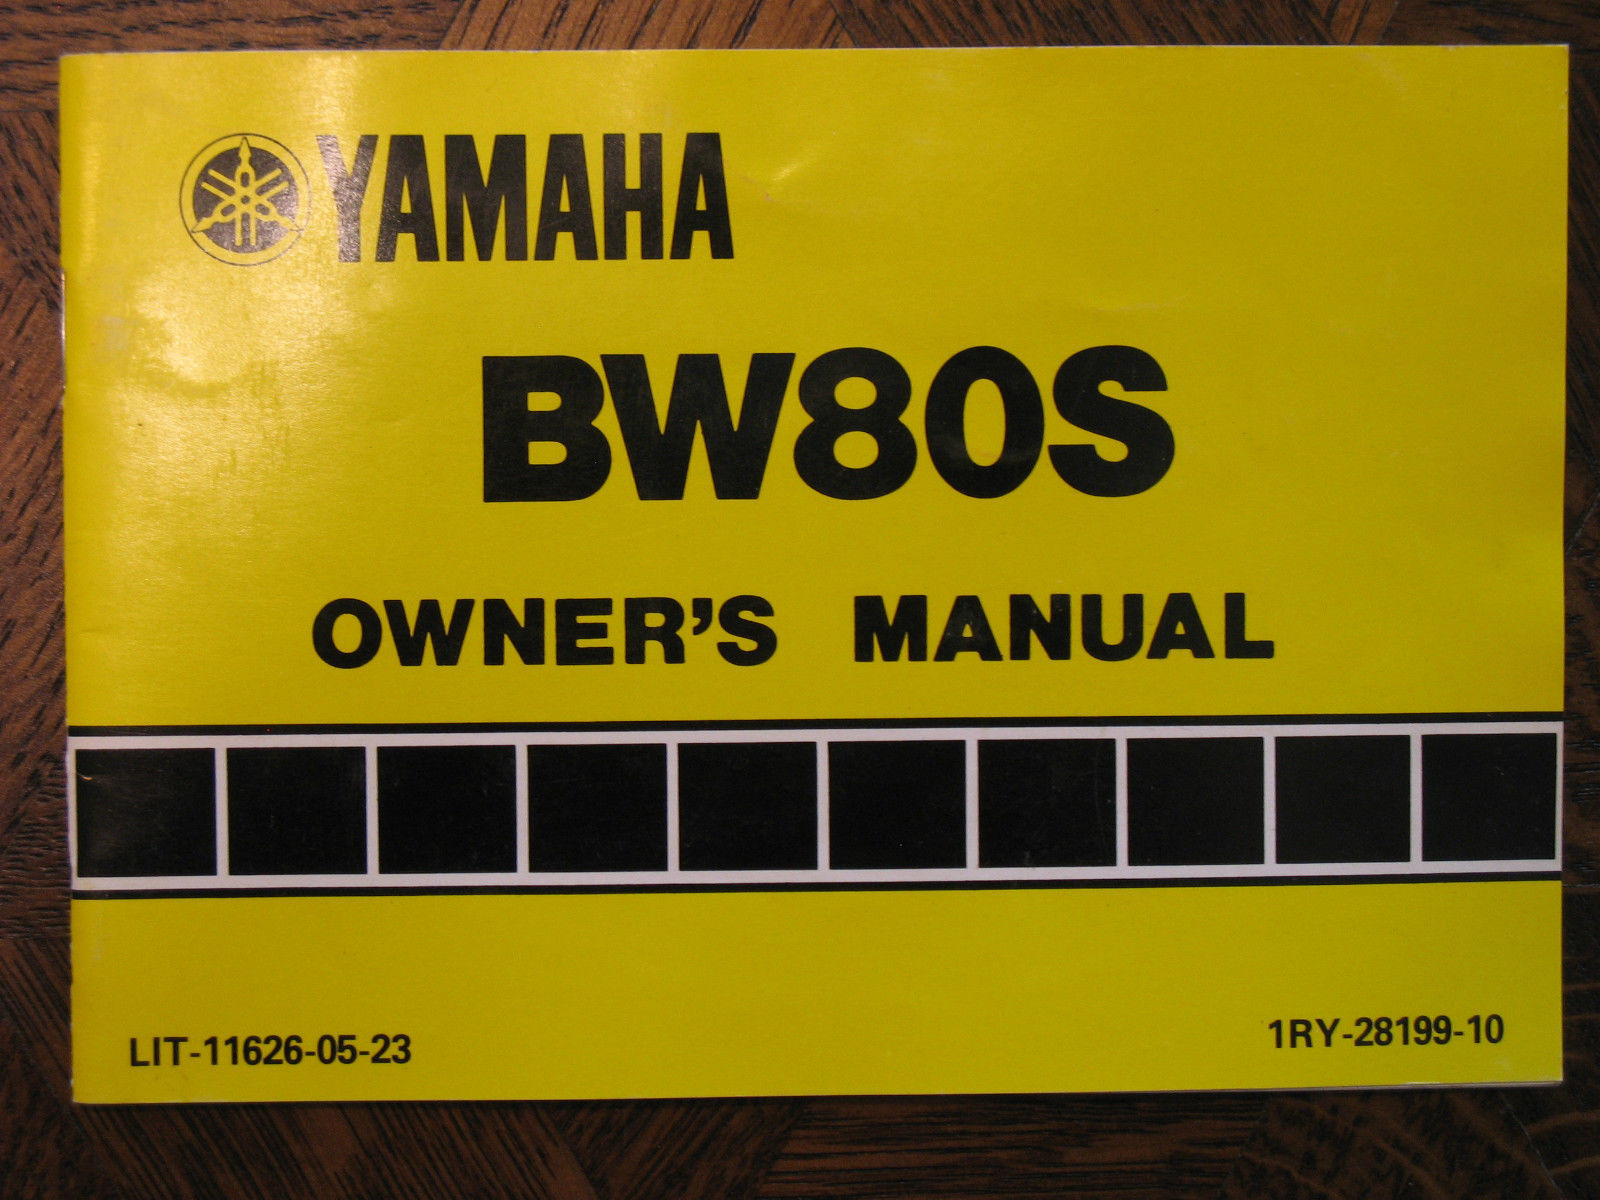 YAMAHA
BW80S
OWNER'S MANUAL
LIT-11626-05-23
1RY-28199-10